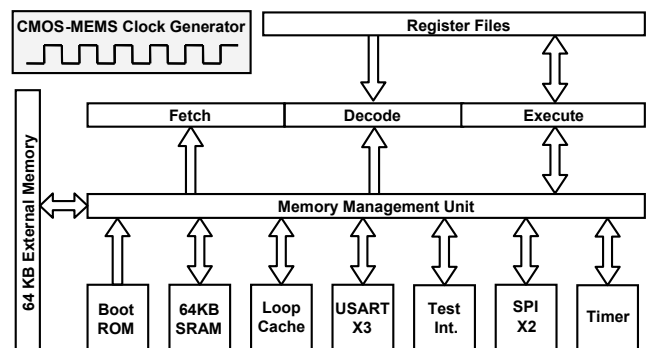 CMOS-MEMS Clock Generator
Register Files
64 KB External Memory
Fetch
Decode
Execute
Memory Management Unit
Boot
ROM
64KB
SRAM
Loop
Cache
USART
X3
Test
Int.
SPI
X2
Timer